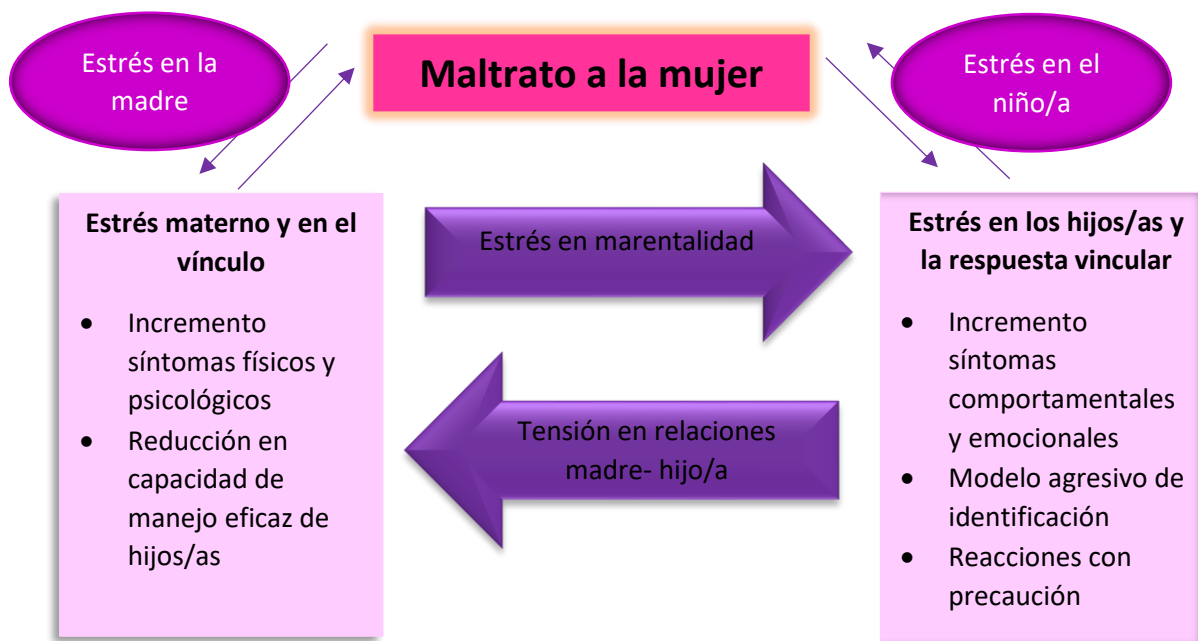 Estrés en la
madre
Maltrato a la mujer
Estrés en el
niño/a
Estrés materno y en el
vínculo
• Incremento
síntomas físicos y
psicológicos
• Reducción en
capacidad de
manejo eficaz de
hijos/as
Estrés en marentalidad
Tensión en relaciones
madre- hijo/a
Estrés en los hijos/as y
la respuesta vincular
• Incremento
síntomas
comportamentales
y emocionales
• Modelo agresivo de
identificación
• Reacciones con
precaución